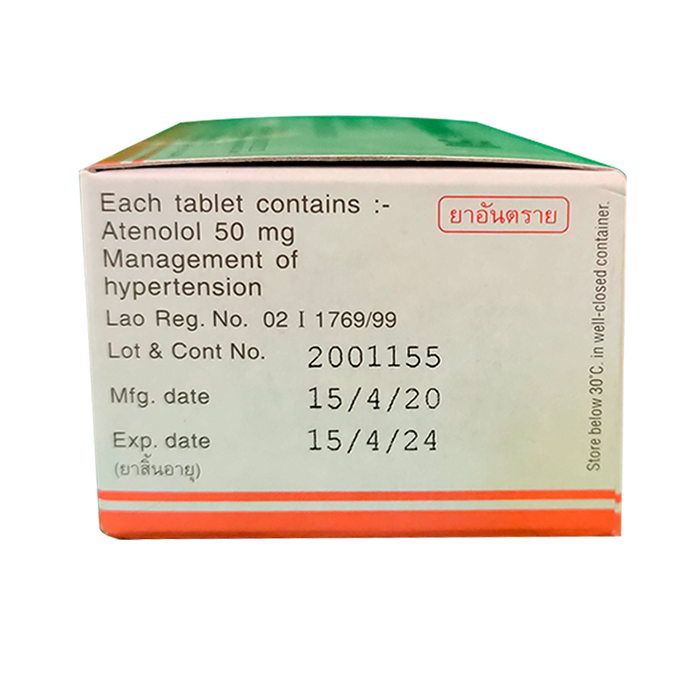 Each tablet contains :-
ยาอันตราย
Atenolol 50 mg
Management of
hypertension
Lao Reg. No. 02 I 1769/99
Lot & Cont No. 2001155
Mfg. date 15/4/20
Exp. date 15/4/24
(ยาสิ้นอายุ)
Store below 30°C. in well-closed container.